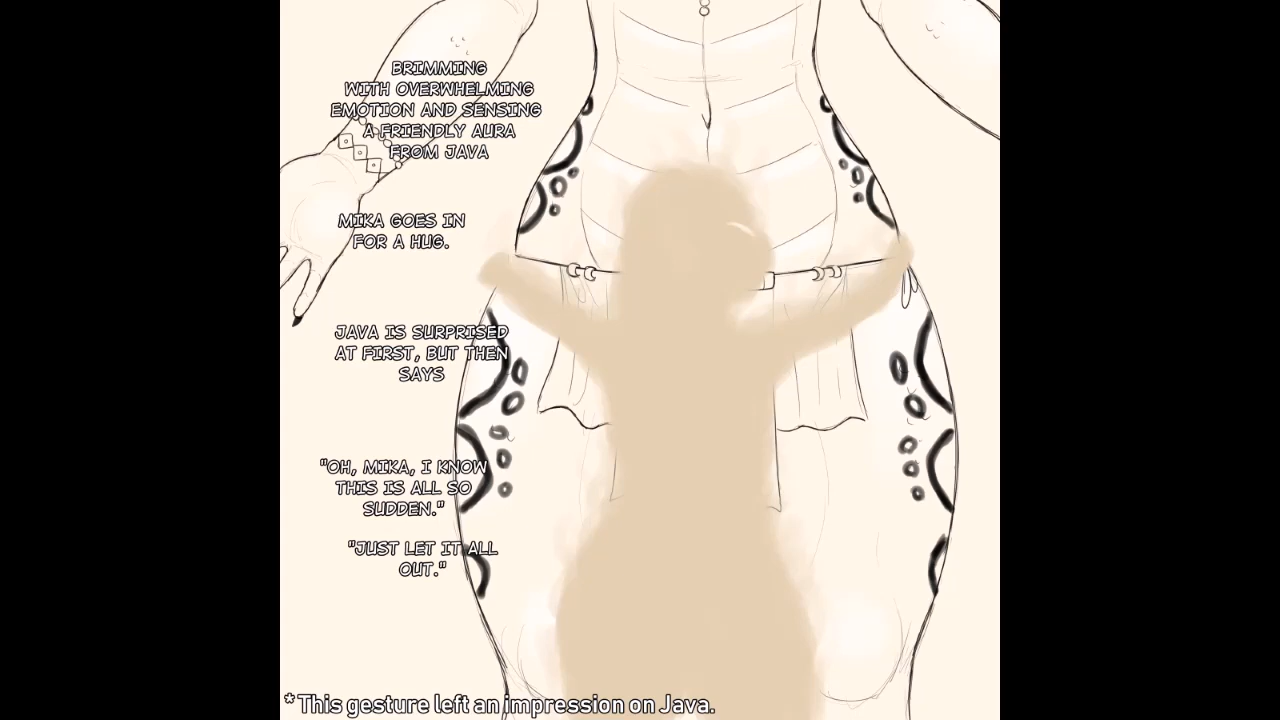 BRIMMING
WITH OVERWHELMING
EMOTION AND SENSING
A FRIENDLY AURA
FROM JAVA
MIKA GOES IN
FOR A HUG.
JAVA IS SURPRISED
AT FIRST, BUT THEN
SAYS
"OH, MIKA, I KNOW
THIS IS ALL SO
SUDDEN."
"JUST LET IT ALL
OUT."
* This gesture left an impression on Java.